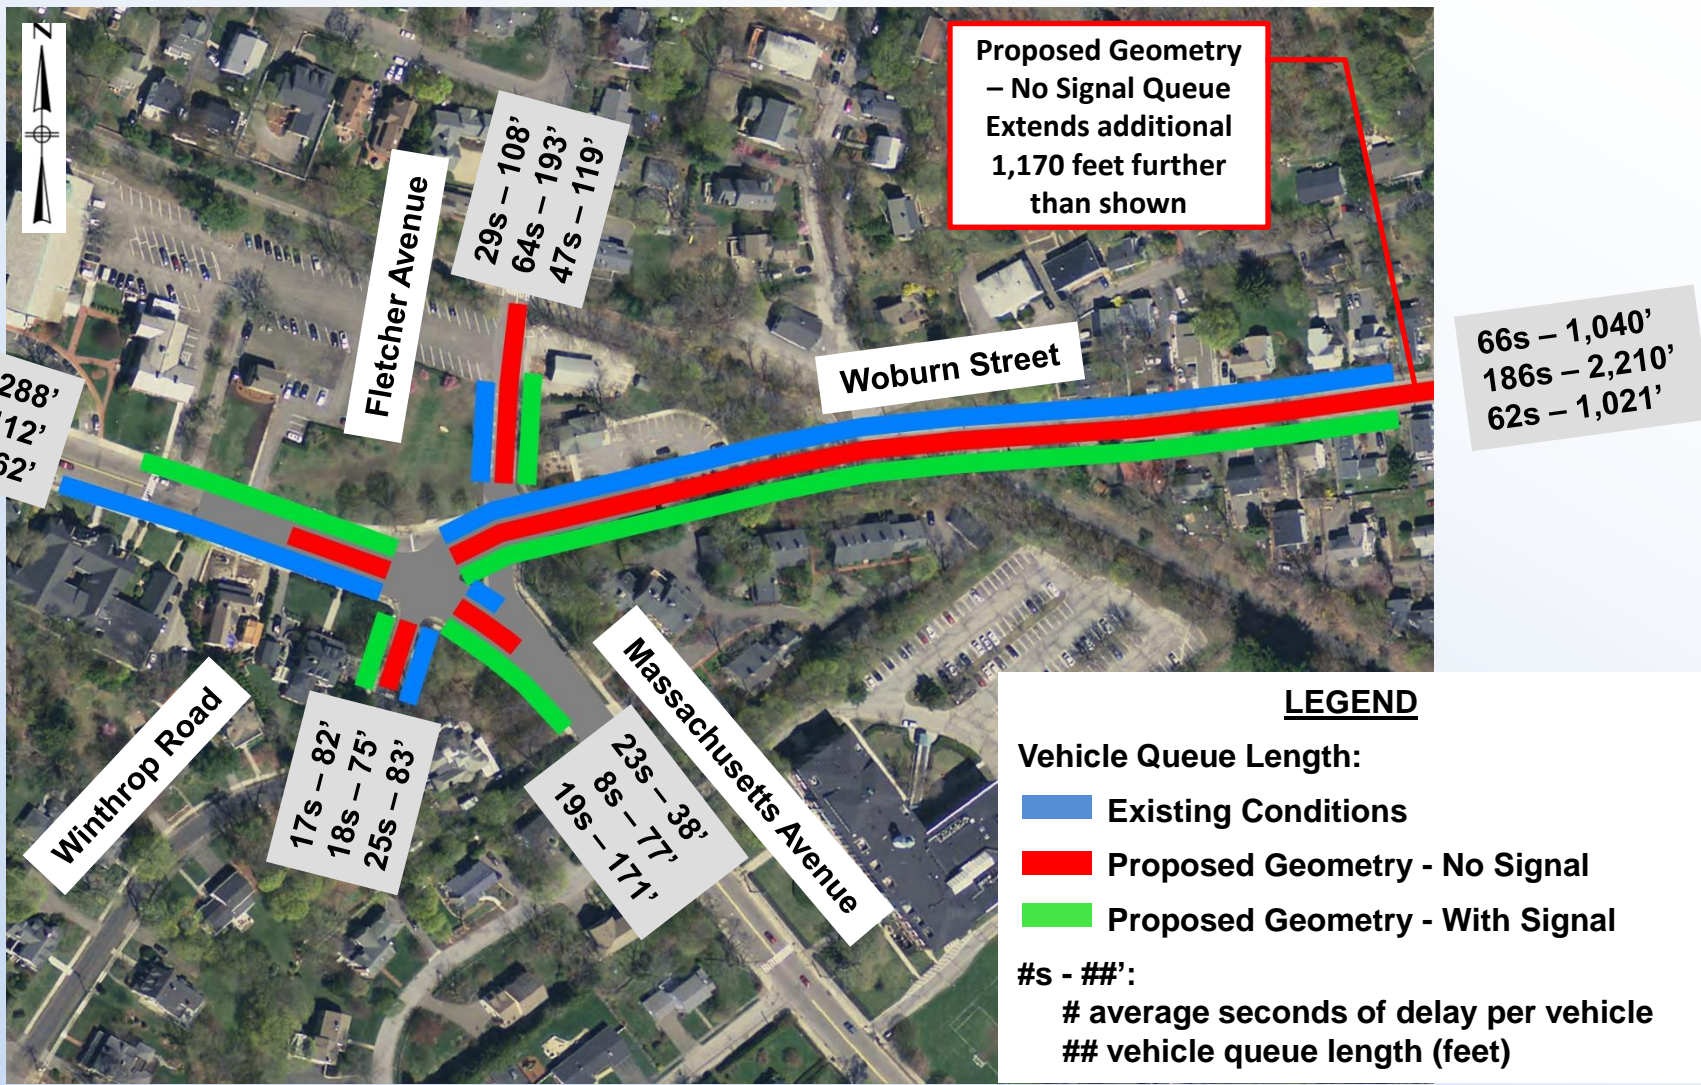 N
Proposed Geometry
– No Signal Queue
Extends additional
1,170 feet further
than shown
29s – 108’
64s – 193’
47s – 119’
Fletcher Avenue
Woburn Street
66s – 1,040’
186s – 2,210’
62s – 1,021’
288’
12’
62’
Winthrop Road
17s – 82’
18s – 75’
25s – 83’
23s – 38’
8s – 77’
19s – 171’
Massachusetts Avenue
LEGEND
Vehicle Queue Length:
Existing Conditions
Proposed Geometry - No Signal
Proposed Geometry - With Signal
#s - ##’:
# average seconds of delay per vehicle
## vehicle queue length (feet)